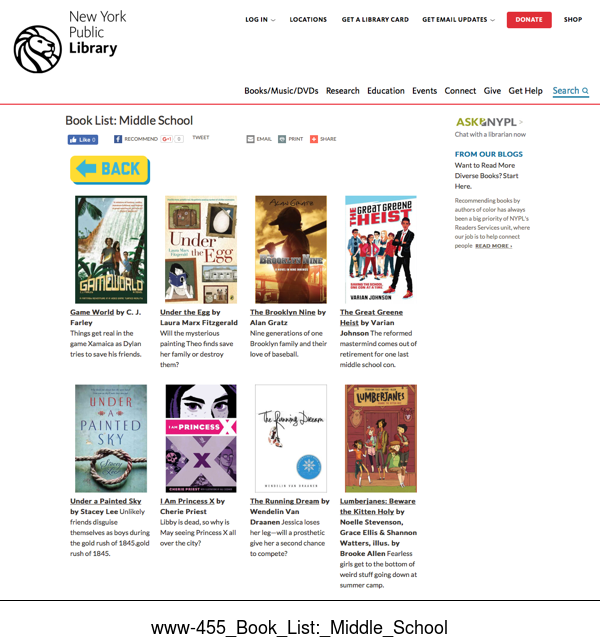 New York
Public
Library
LOG IN
LOCATIONS
GET A LIBRARY CARD
GET EMAIL UPDATES
DONATE
SHOP
Books/Music/DVDs Research Education Events Connect Give Get Help Search
Book List: Middle School
Like 0
RECOMMEND
G+1 0
TWEET
EMAIL
PRINT
SHARE
ASK NYPL >
Chat with a librarian now
FROM OUR BLOGS
Want to Read More
Diverse Books? Start
Here.
Recommending books by
authors of color has always
been a big priority of NYPL's
Readers Services unit, where
our job is to help connect
people READ MORE ›
BACK
GAMEWORLD
Under
the Egg
Laura Marx
Fitzgerald
Alan Gratz
THE BROOKLYN NINE
THE GREAT GREENE
HEIST
SAVING THE SCHOOL,
ONE CON AT A TIME.
VARIAN JOHNSON
Game World by C. J.
Farley
Things get real in the
game Xamaica as Dylan
tries to save his friends.
Under the Egg by
Laura Marx Fitzgerald
Will the mysterious
painting Theo finds save
her family or destroy
them?
The Brooklyn Nine by
Alan Gratz
Nine generations of one
Brooklyn family and their
love of baseball.
The Great Greene
Heist by Varian
Johnson The reformed
mastermind comes out of
retirement for one last
middle school con.
UNDER
A
PAINTED
SKY
Stacey Lee
I AM PRINCESS X
CHERIE PRIEST
The Running Dream
WENDELIN VAN DRAANEN
LUMBERJANES
Under a Painted Sky
by Stacey Lee Unlikely
friends disguise
themselves as boys during
the gold rush of 1845.gold
rush of 1845.
I Am Princess X by
Cherie Priest
Libby is dead, so why is
May seeing Princess X all
over the city?
The Running Dream by
Wendelin Van
Draanen Jessica loses
her leg—will a prosthetic
give her a second chance
to compete?
Lumberjanes: Beware
the Kitten Holy by
Noelle Stevenson,
Grace Ellis & Shannon
Watters, illus. by
Brooke Allen Fearless
girls get to the bottom of
weird stuff going down at
summer camp.
www-455_Book_List:_Middle_School